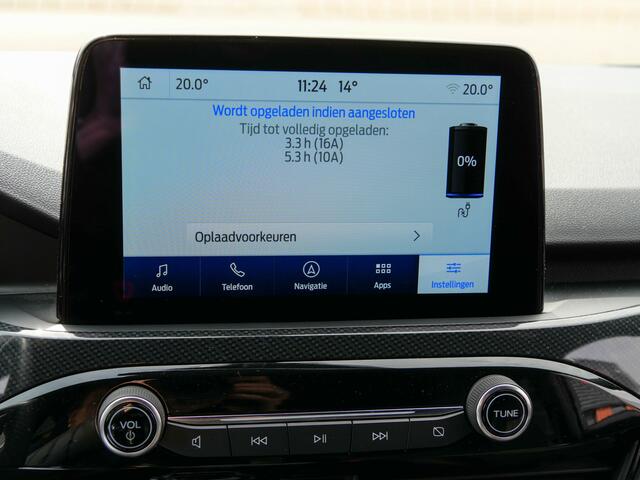 20.0° 11:24 14° 20.0°
Wordt opgeladen indien aangesloten
Tijd tot volledig opgeladen:
3.3 h (16A)
5.3 h (10A)
0%
Oplaadvoorkeuren
Audio Telefoon Navigatie Apps Instellingen
VOL TUNE